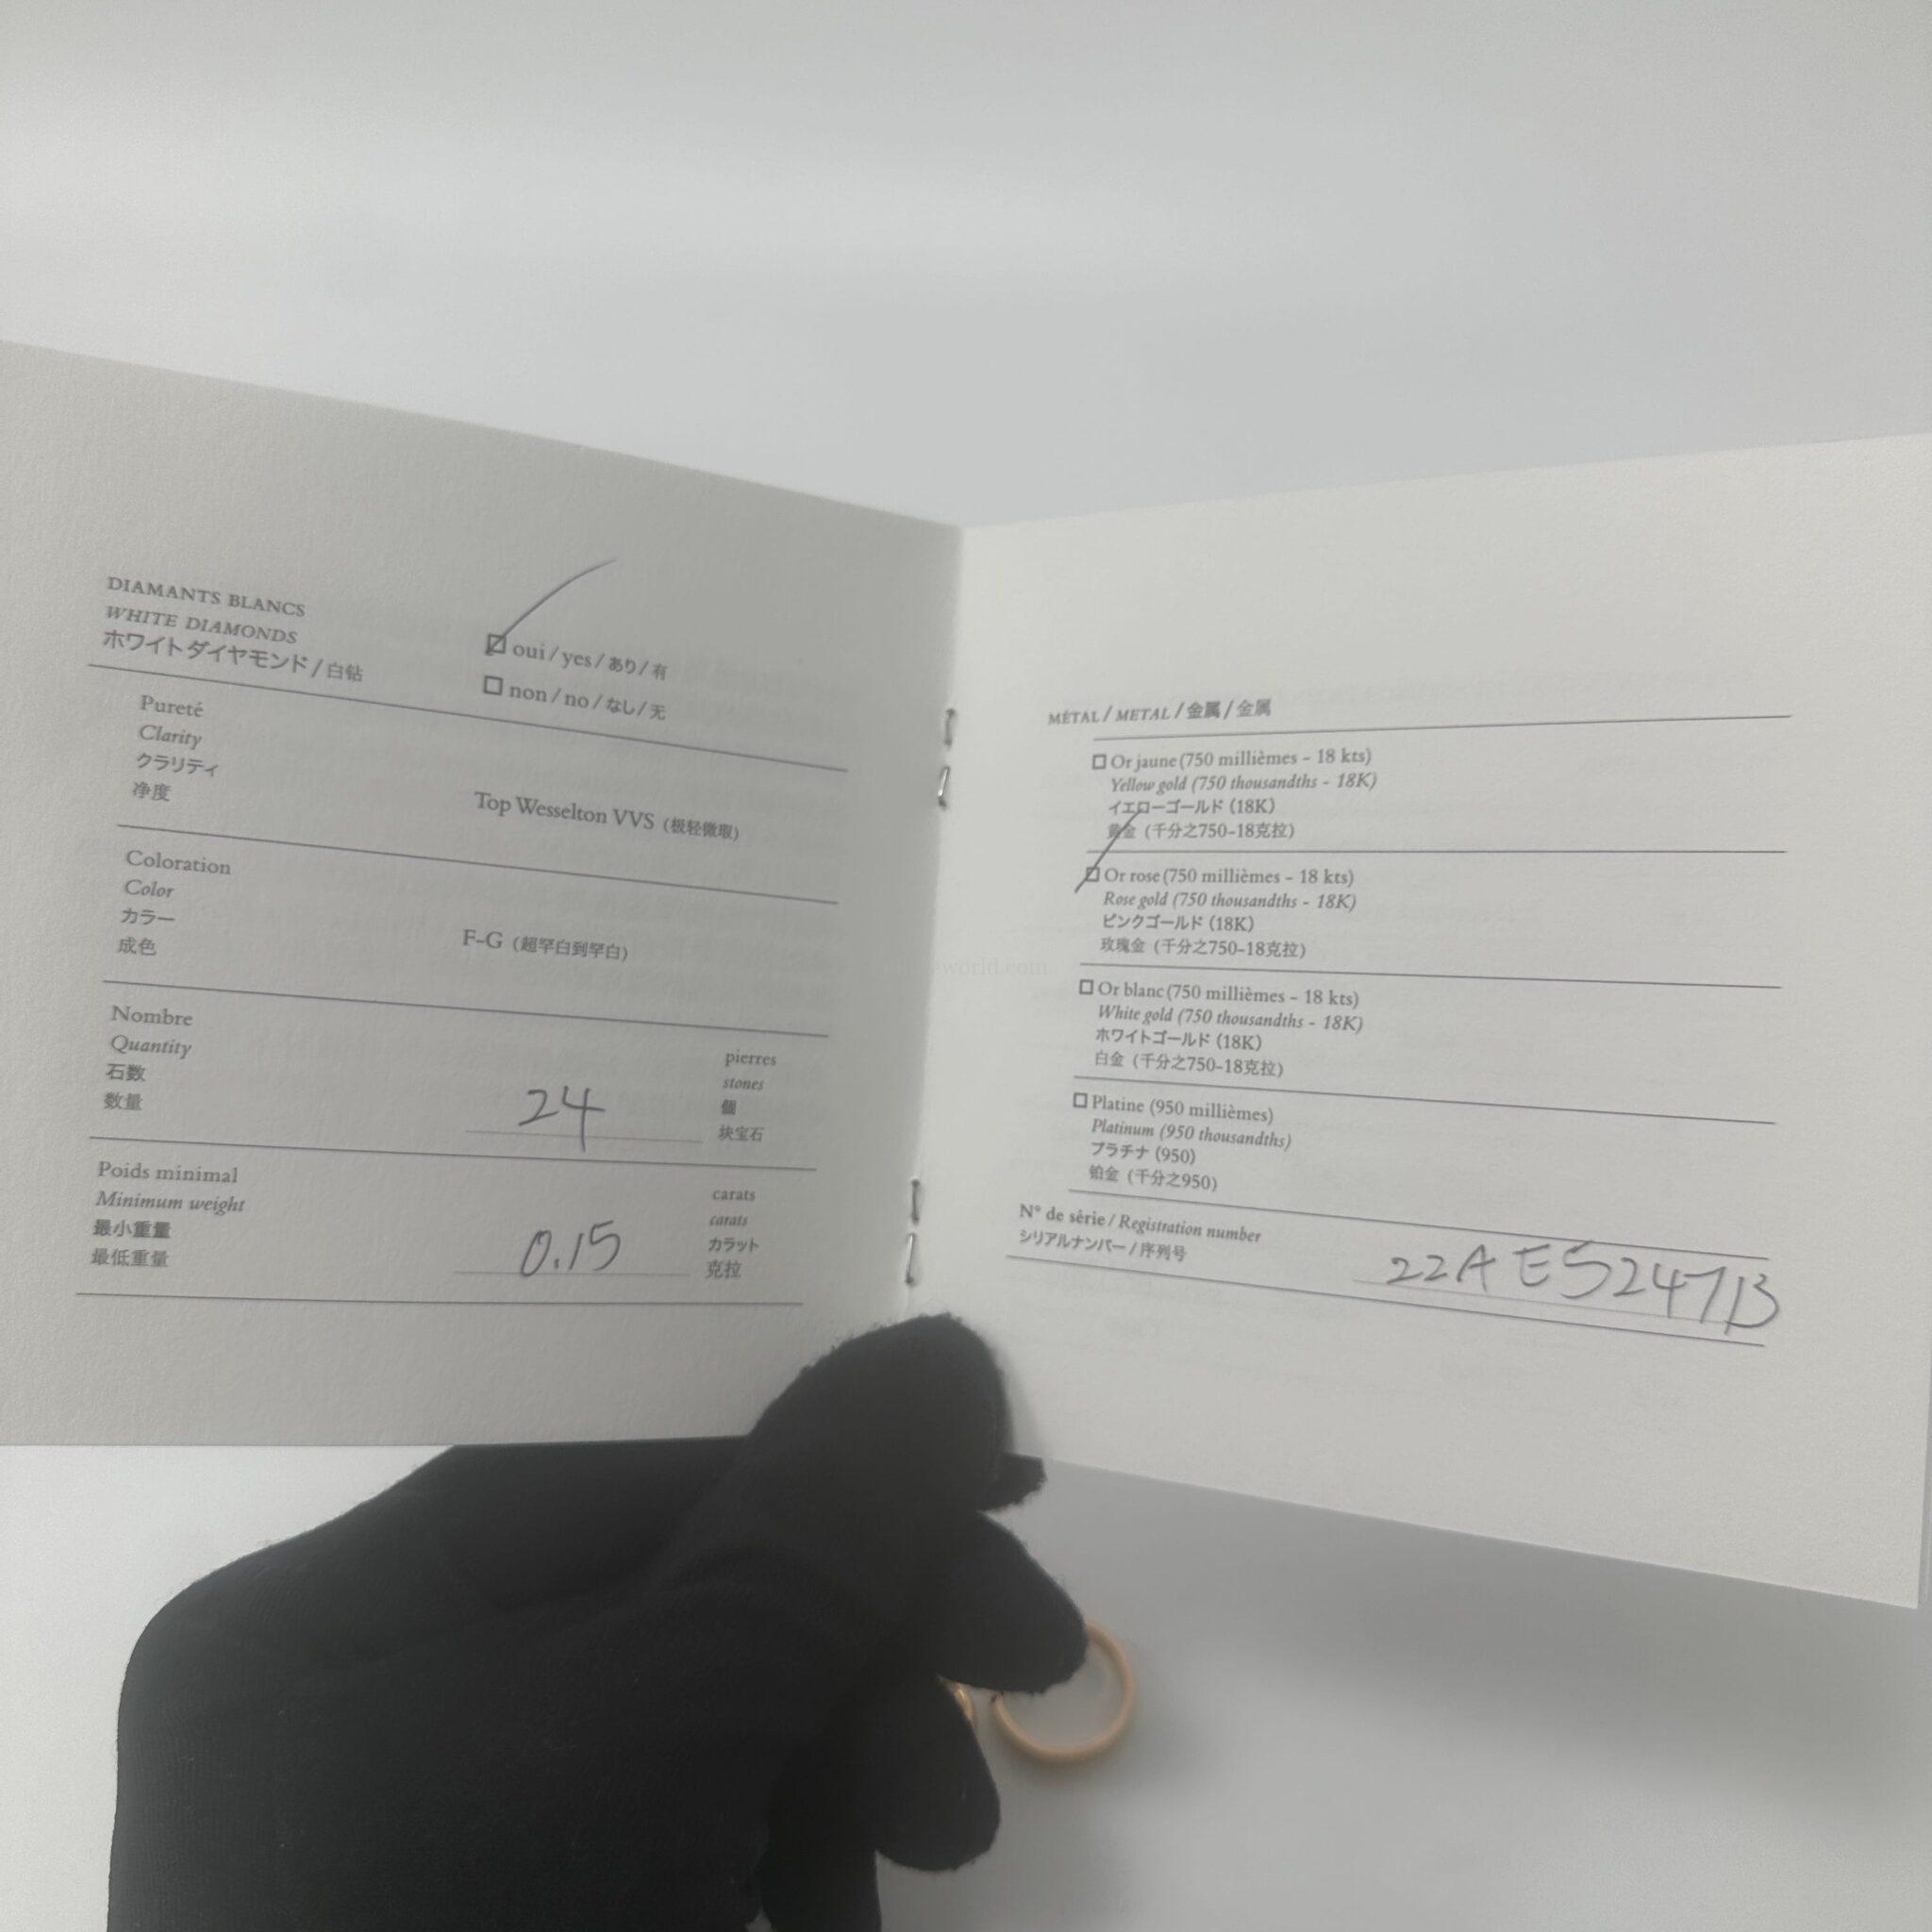 DIAMANTS BLANCS
WHITE DIAMONDS
ホワイトダイヤモンド / 白钻
oui / yes / あり / 有
non / no / なし / 无
Pureté
Clarity
クラリティ
净度
Top Wesselton VVS (极轻微瑕)
Coloration
Color
カラー
成色
F-G (超罕白到罕白)
Nombre
Quantity
石数
数量
24
pierres
stones
個
块宝石
Poids minimal
Minimum weight
最小重量
最低重量
0.15
carats
carats
カラット
克拉
MÉTAL / METAL / 金属 / 金属
Or jaune (750 millièmes - 18 kts)
Yellow gold (750 thousandths - 18K)
イエローゴールド (18K)
黄金 (千分之750-18克拉)
Or rose (750 millièmes - 18 kts)
Rose gold (750 thousandths - 18K)
ピンクゴールド (18K)
玫瑰金 (千分之750-18克拉)
Or blanc (750 millièmes - 18 kts)
White gold (750 thousandths - 18K)
ホワイトゴールド (18K)
白金 (千分之750-18克拉)
Platine (950 millièmes)
Platinum (950 thousandths)
プラチナ (950)
铂金 (千分之950)
N° de série / Registration number
シリアルナンバー / 序列号
22AES2471B